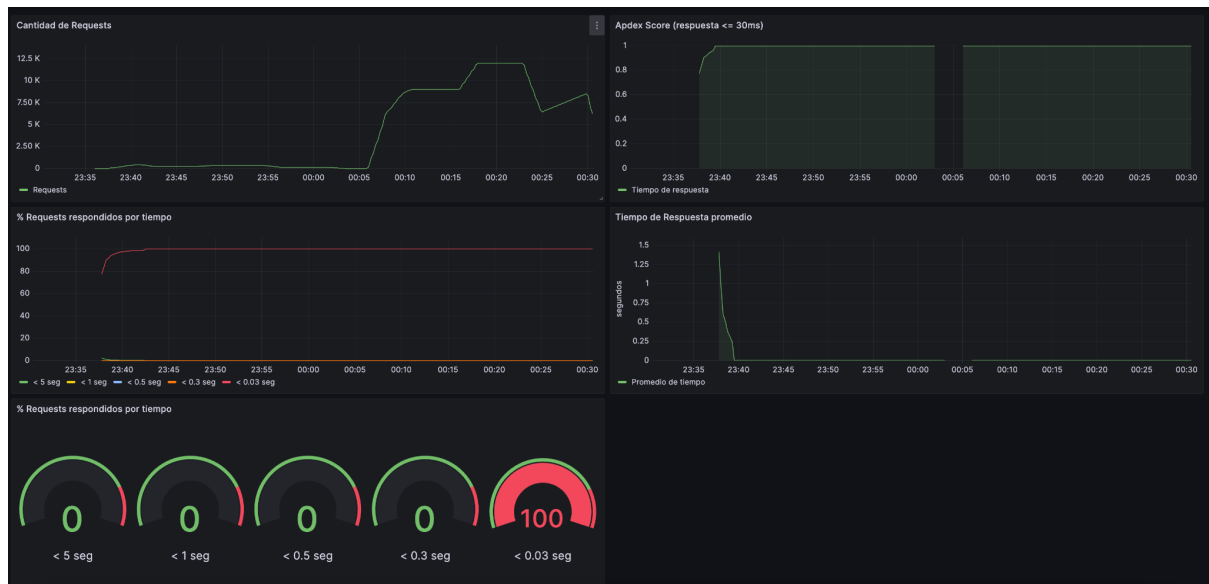 Cantidad de Requests
12.5 K
10 K
7.50 K
5 K
2.50 K
0
23:35 23:40 23:45 23:50 23:55 00:00 00:05 00:10 00:15 00:20 00:25 00:30
Requests
Apdex Score (respuesta <= 30ms)
1
0.8
0.6
0.4
0.2
0
23:35 23:40 23:45 23:50 23:55 00:00 00:05 00:10 00:15 00:20 00:25 00:30
Tiempo de respuesta
% Requests respondidos por tiempo
100
80
60
40
20
0
23:35 23:40 23:45 23:50 23:55 00:00 00:05 00:10 00:15 00:20 00:25 00:30
< 5 seg < 1 seg < 0.5 seg < 0.3 seg < 0.03 seg
Tiempo de Respuesta promedio
segundos
1.5
1.25
1
0.75
0.5
0.25
0
23:35 23:40 23:45 23:50 23:55 00:00 00:05 00:10 00:15 00:20 00:25 00:30
Promedio de tiempo
% Requests respondidos por tiempo
0 0 0 0 100
< 5 seg < 1 seg < 0.5 seg < 0.3 seg < 0.03 seg